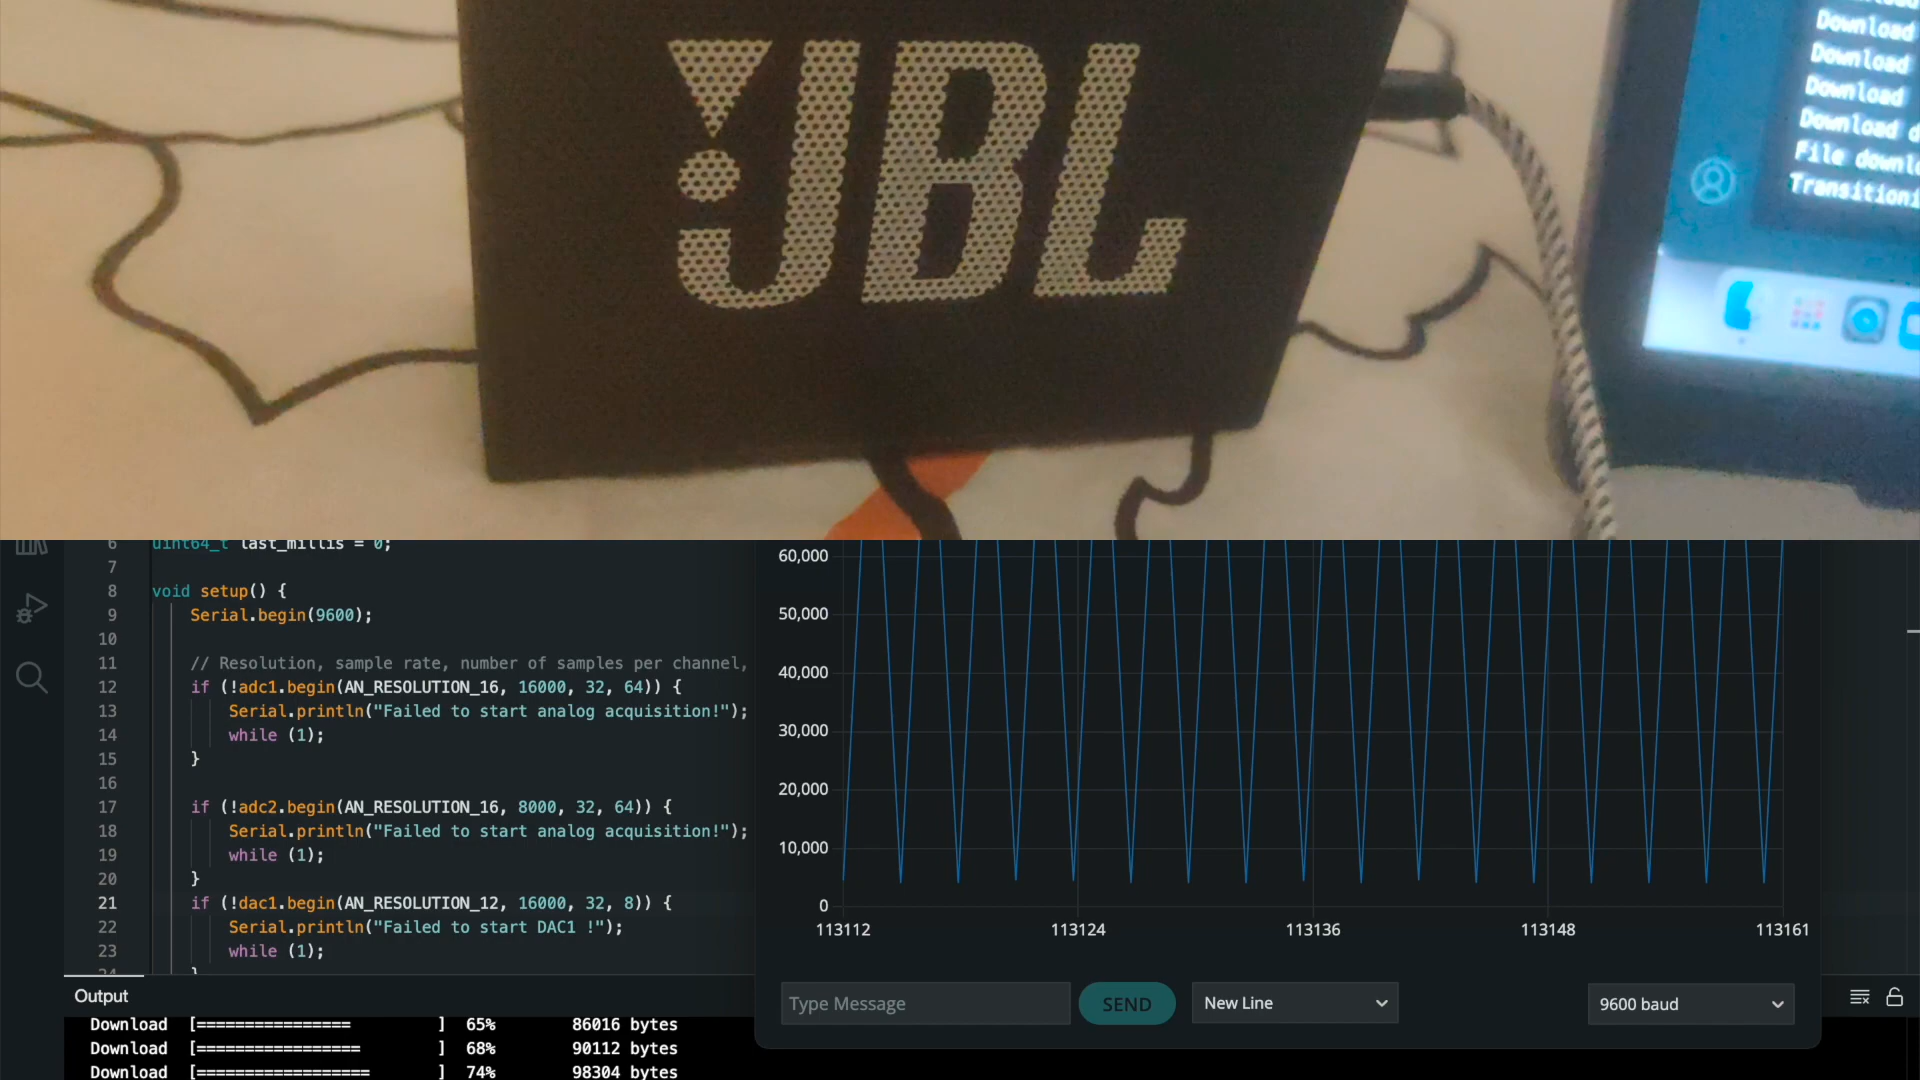 JBL
Download
Download
Download
Download d
File downl
Transitioni
6 uint64_t last_millis = 0;
7
8 void setup() {
9 Serial.begin(9600);
10
11 // Resolution, sample rate, number of samples per channel,
12 if (!adc1.begin(AN_RESOLUTION_16, 16000, 32, 64)) {
13 Serial.println("Failed to start analog acquisition!");
14 while (1);
15 }
16
17 if (!adc2.begin(AN_RESOLUTION_16, 8000, 32, 64)) {
18 Serial.println("Failed to start analog acquisition!");
19 while (1);
20 }
21 if (!dac1.begin(AN_RESOLUTION_12, 16000, 32, 8)) {
22 Serial.println("Failed to start DAC1 !");
23 while (1);
24 }
60,000
50,000
40,000
30,000
20,000
10,000
0
113112 113124 113136 113148 113161
Type Message SEND New Line 9600 baud
Output
Download [================ ] 65% 86016 bytes
Download [================= ] 68% 90112 bytes
Download [================== ] 74% 98304 bytes